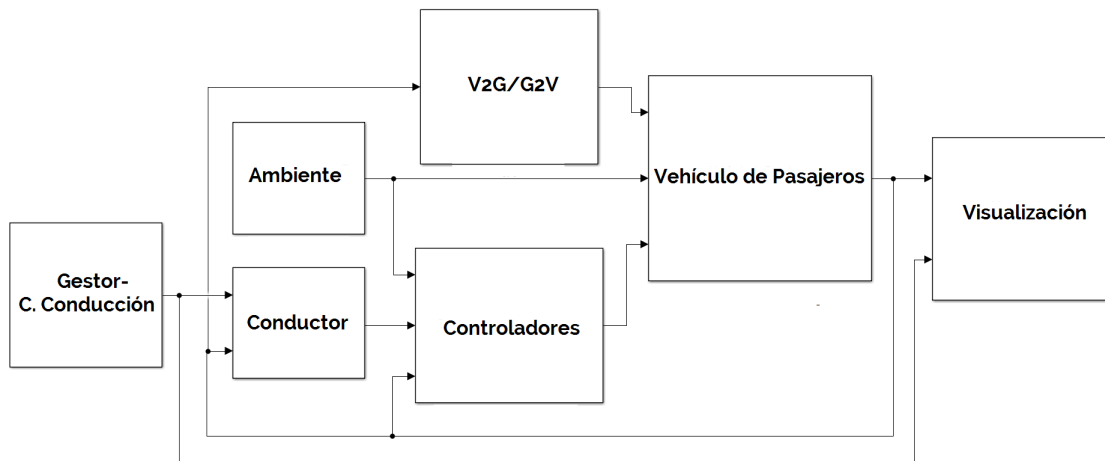 V2G/G2V
Ambiente
Vehículo de Pasajeros
Visualización
Gestor-
C. Conducción
Conductor
Controladores